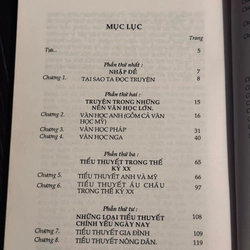 MỤC LỤC
Trang
Tựa... 5
Phần thứ nhất :
NHẬP ĐỀ 7
Chương 1. TẠI SAO TA ĐỌC TRUYỆN 8
Phần thứ hai :
TRUYỆN TRONG NHỮNG 15
NỀN VĂN HỌC LỚN.
Chương 2. VĂN HỌC ANH (GỒM CẢ VĂN 16
HỌC MỸ)
Chương 3. VĂN HỌC PHÁP 31
Chương 4. VĂN HỌC NGA 40.
Phần thứ ba :
TIỂU THUYẾT TRONG THẾ 65
KỶ XX
Chương 5. TIỂU THUYẾT ANH VÀ MỸ 66
Chương 6. TIỂU THUYẾT ÂU CHÂU 97
TRONG THẾ KỶ XX.
Phần thứ tư :
NHỮNG LOẠI TIỂU THUYẾT 108
CHÍNH YẾU NGÀY NAY
Chương 7. TIỂU THUYẾT GIA ĐÌNH 109
Chương 8. TIỂU THUYẾT NÔNG DÂN.